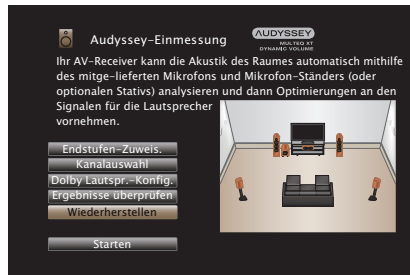 Audyssey-Einmessung
AUDYSSEY
MULTEQ XT
DYNAMIC VOLUME
Ihr AV-Receiver kann die Akustik des Raumes automatisch mithilfe
des mitge-lieferten Mikrofons und Mikrofon-Ständers (oder
optionalen Stativs) analysieren und dann Optimierungen an den
Signalen für die Lautsprecher
vornehmen.
Endstufen-Zuweis.
Kanalauswahl
Dolby Lautspr.-Konfig.
Ergebnisse überprüfen
Wiederherstellen
Starten